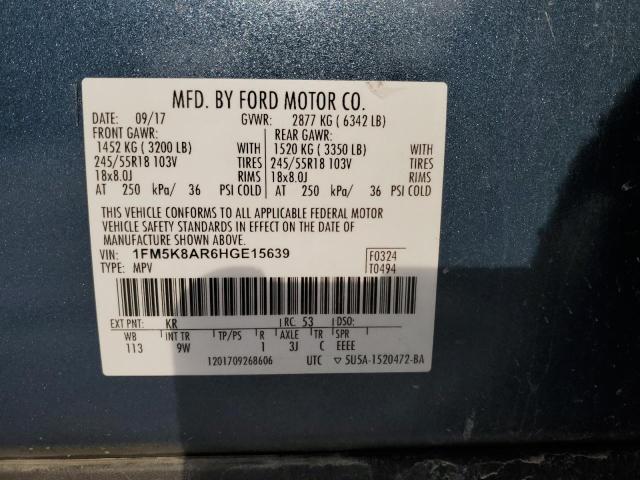 MFD. BY FORD MOTOR CO.
DATE: 09/17 GVWR: 2877 KG ( 6342 LB)
FRONT GAWR: REAR GAWR:
1452 KG ( 3200 LB) WITH 1520 KG ( 3350 LB) WITH
245/55R18 103V TIRES 245/55R18 103V TIRES
18x8.0J RIMS 18x8.0J RIMS
AT 250 kPa/ 36 PSI COLD AT 250 kPa/ 36 PSI COLD
THIS VEHICLE CONFORMS TO ALL APPLICABLE FEDERAL MOTOR
VEHICLE SAFETY STANDARDS IN EFFECT ON THE DATE OF
MANUFACTURE SHOWN ABOVE.
VIN: 1FM5K8AR6HGE15639 F0324
TYPE: MPV T0494
EXT PNT: KR RC: 53 DSO:
WB INT TR TP/PS R AXLE TR SPR
113 9W 1 3J C EEEE
1201709268606 UTC ▽ 5U5A-1520472-BA